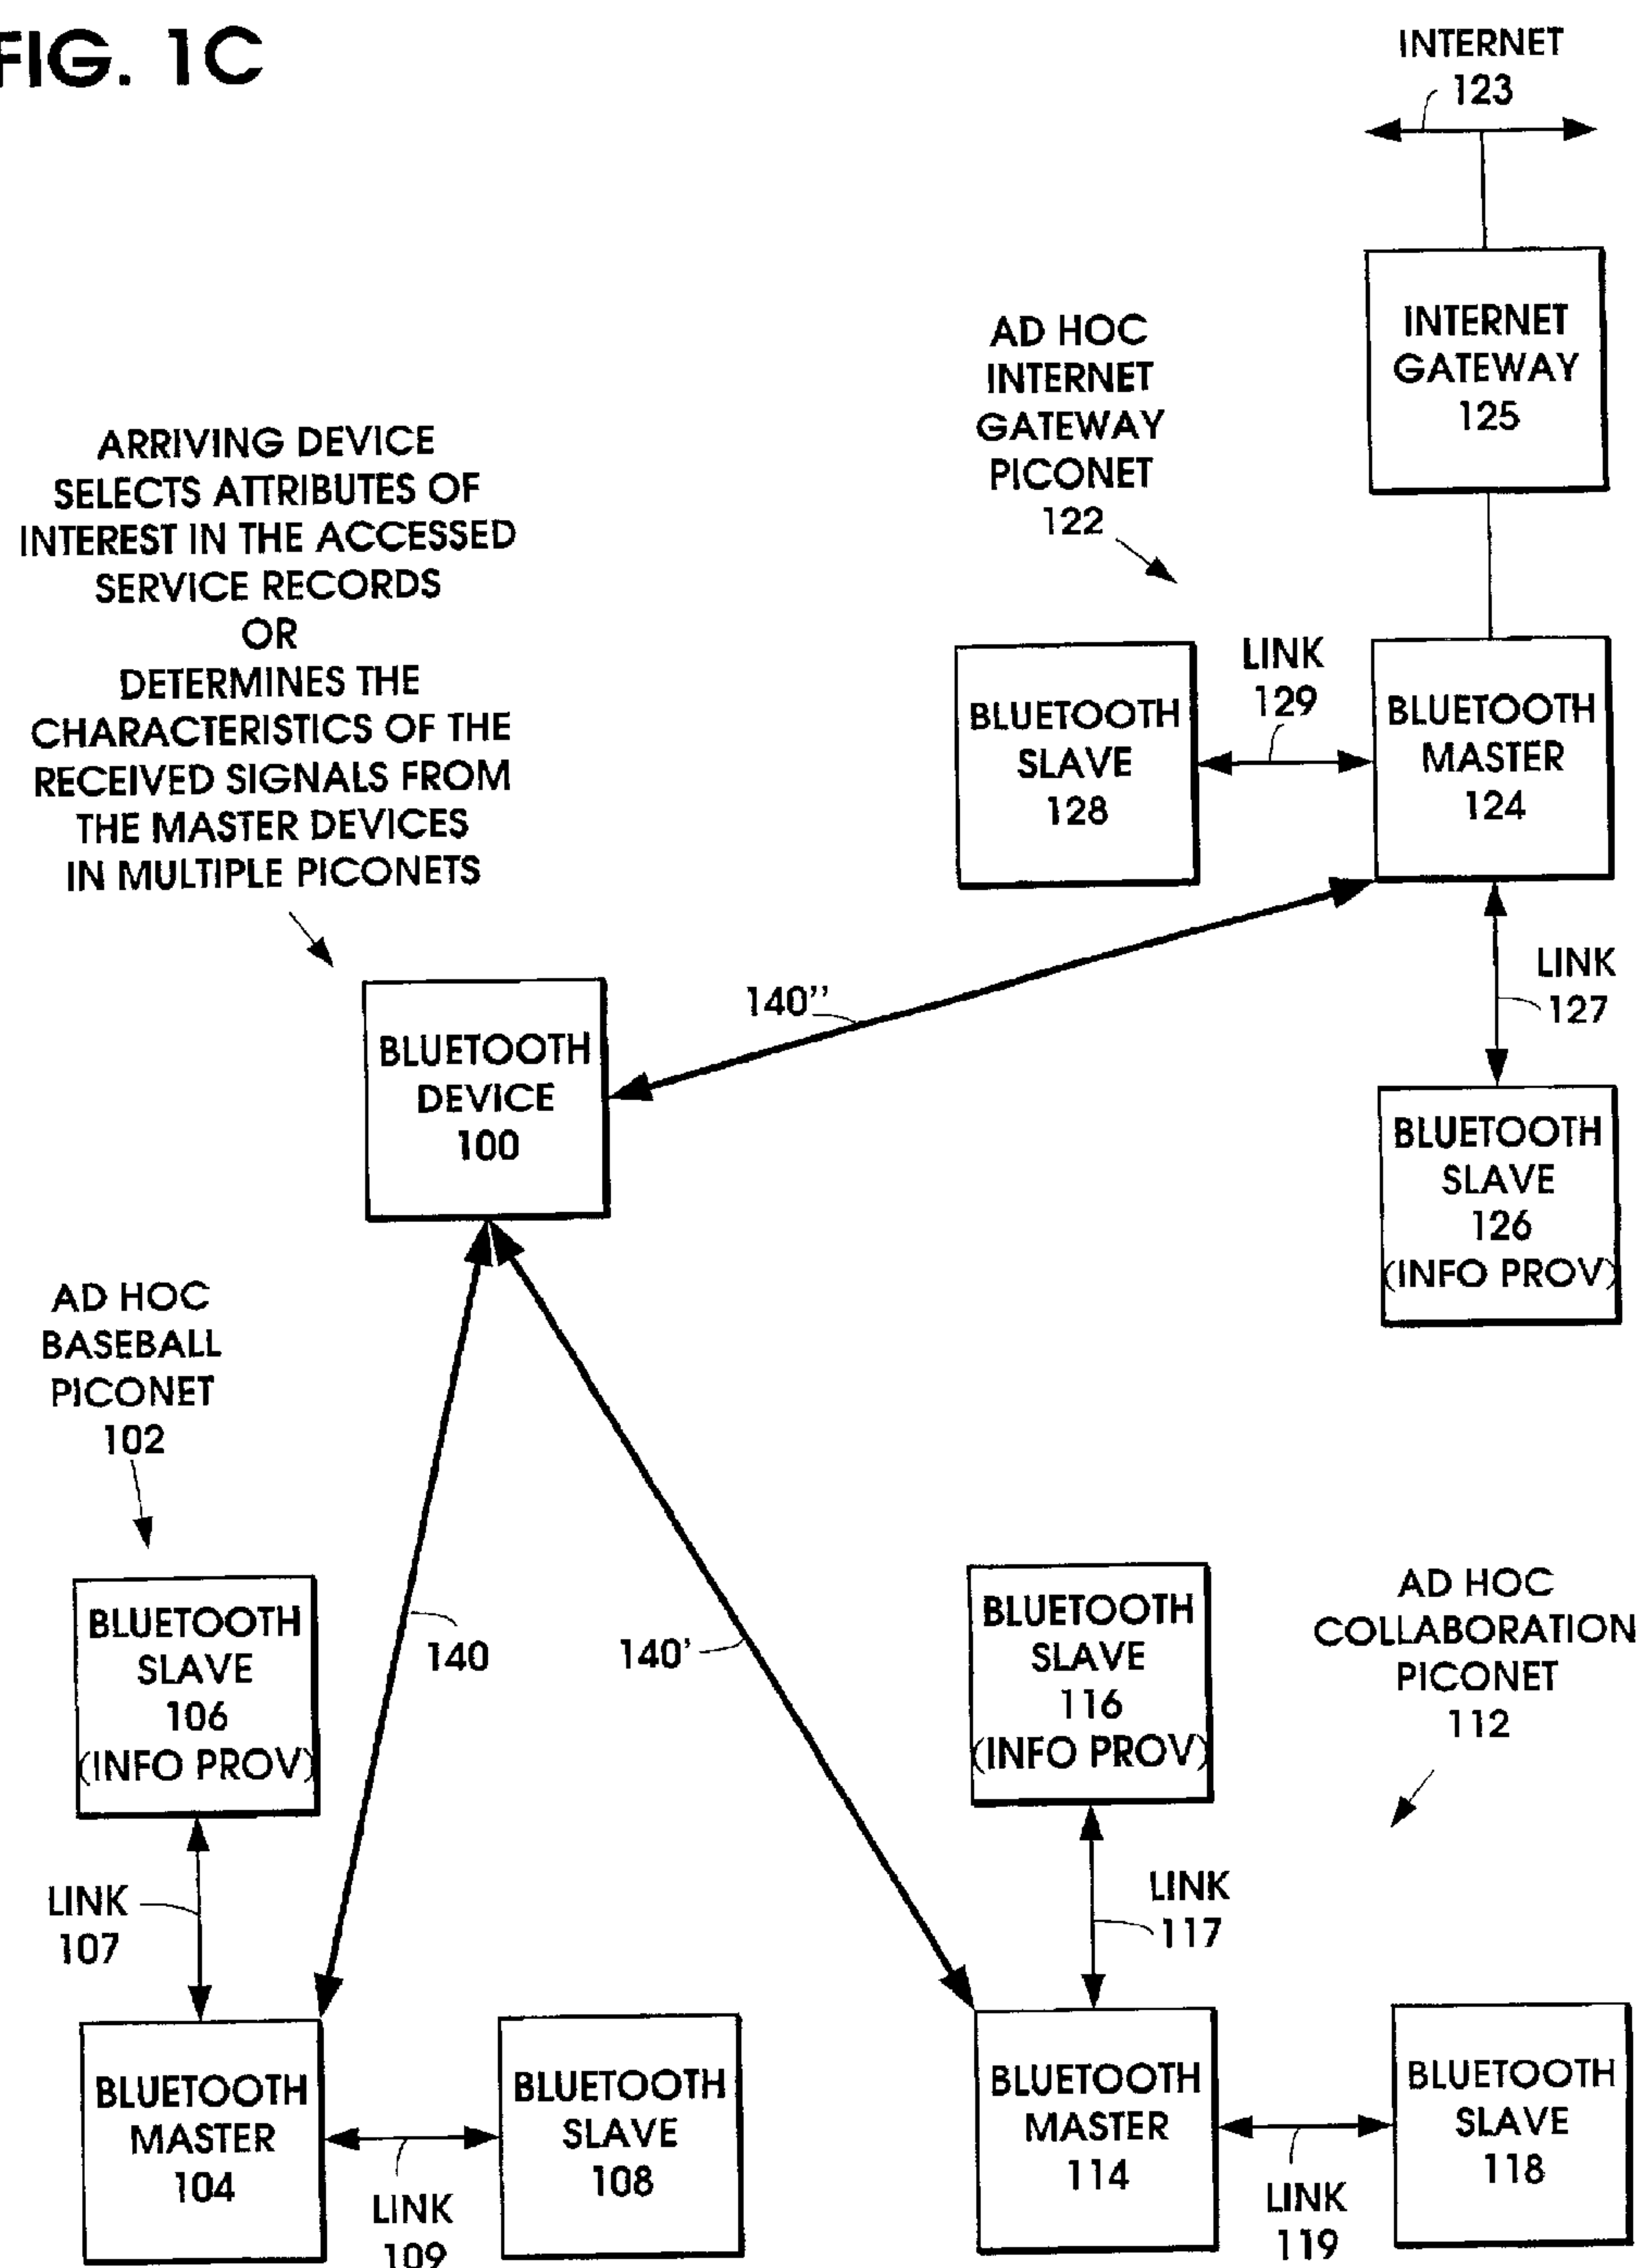 FIG. 1C
INTERNET
123
INTERNET
GATEWAY
125
AD HOC
INTERNET
GATEWAY
PICONET
122
ARRIVING DEVICE
SELECTS ATTRIBUTES OF
INTEREST IN THE ACCESSED
SERVICE RECORDS
OR
DETERMINES THE
CHARACTERISTICS OF THE
RECEIVED SIGNALS FROM
THE MASTER DEVICES
IN MULTIPLE PICONETS
BLUETOOTH
SLAVE
128
LINK
129
BLUETOOTH
MASTER
124
LINK
127
140''
BLUETOOTH
DEVICE
100
BLUETOOTH
SLAVE
126
(INFO PROV)
AD HOC
BASEBALL
PICONET
102
BLUETOOTH
SLAVE
106
(INFO PROV)
140
140'
BLUETOOTH
SLAVE
116
(INFO PROV)
AD HOC
COLLABORATION
PICONET
112
LINK
107
LINK
117
BLUETOOTH
MASTER
104
LINK
109
BLUETOOTH
SLAVE
108
BLUETOOTH
MASTER
114
LINK
119
BLUETOOTH
SLAVE
118